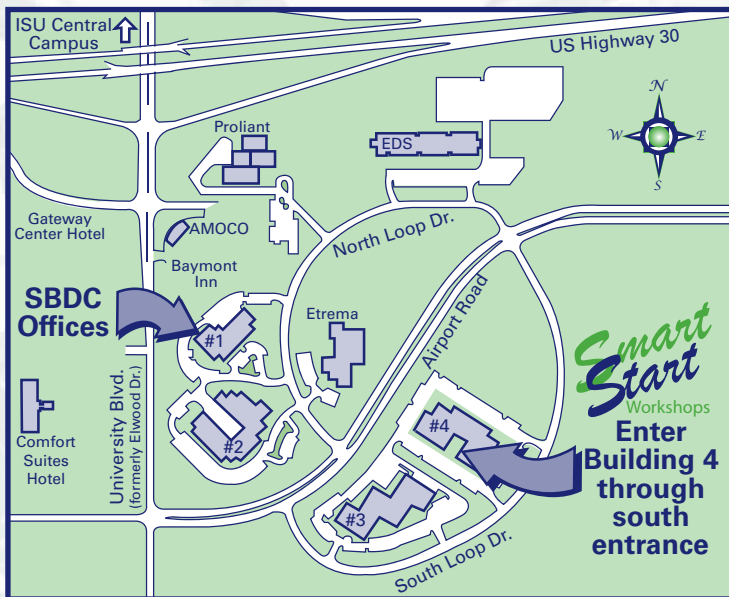 ISU Central
Campus
US Highway 30
N
W
E
S
Proliant
EDS
Gateway
Center Hotel
AMOCO
North Loop Dr.
Baymont
Inn
SBDC
Offices
#1
Etrema
Airport Road
Smart
Start
Workshops
Enter
Building 4
through
south
entrance
#4
University Blvd.
(formerly Elwood Dr.)
Comfort
Suites
Hotel
#2
#3
South Loop Dr.